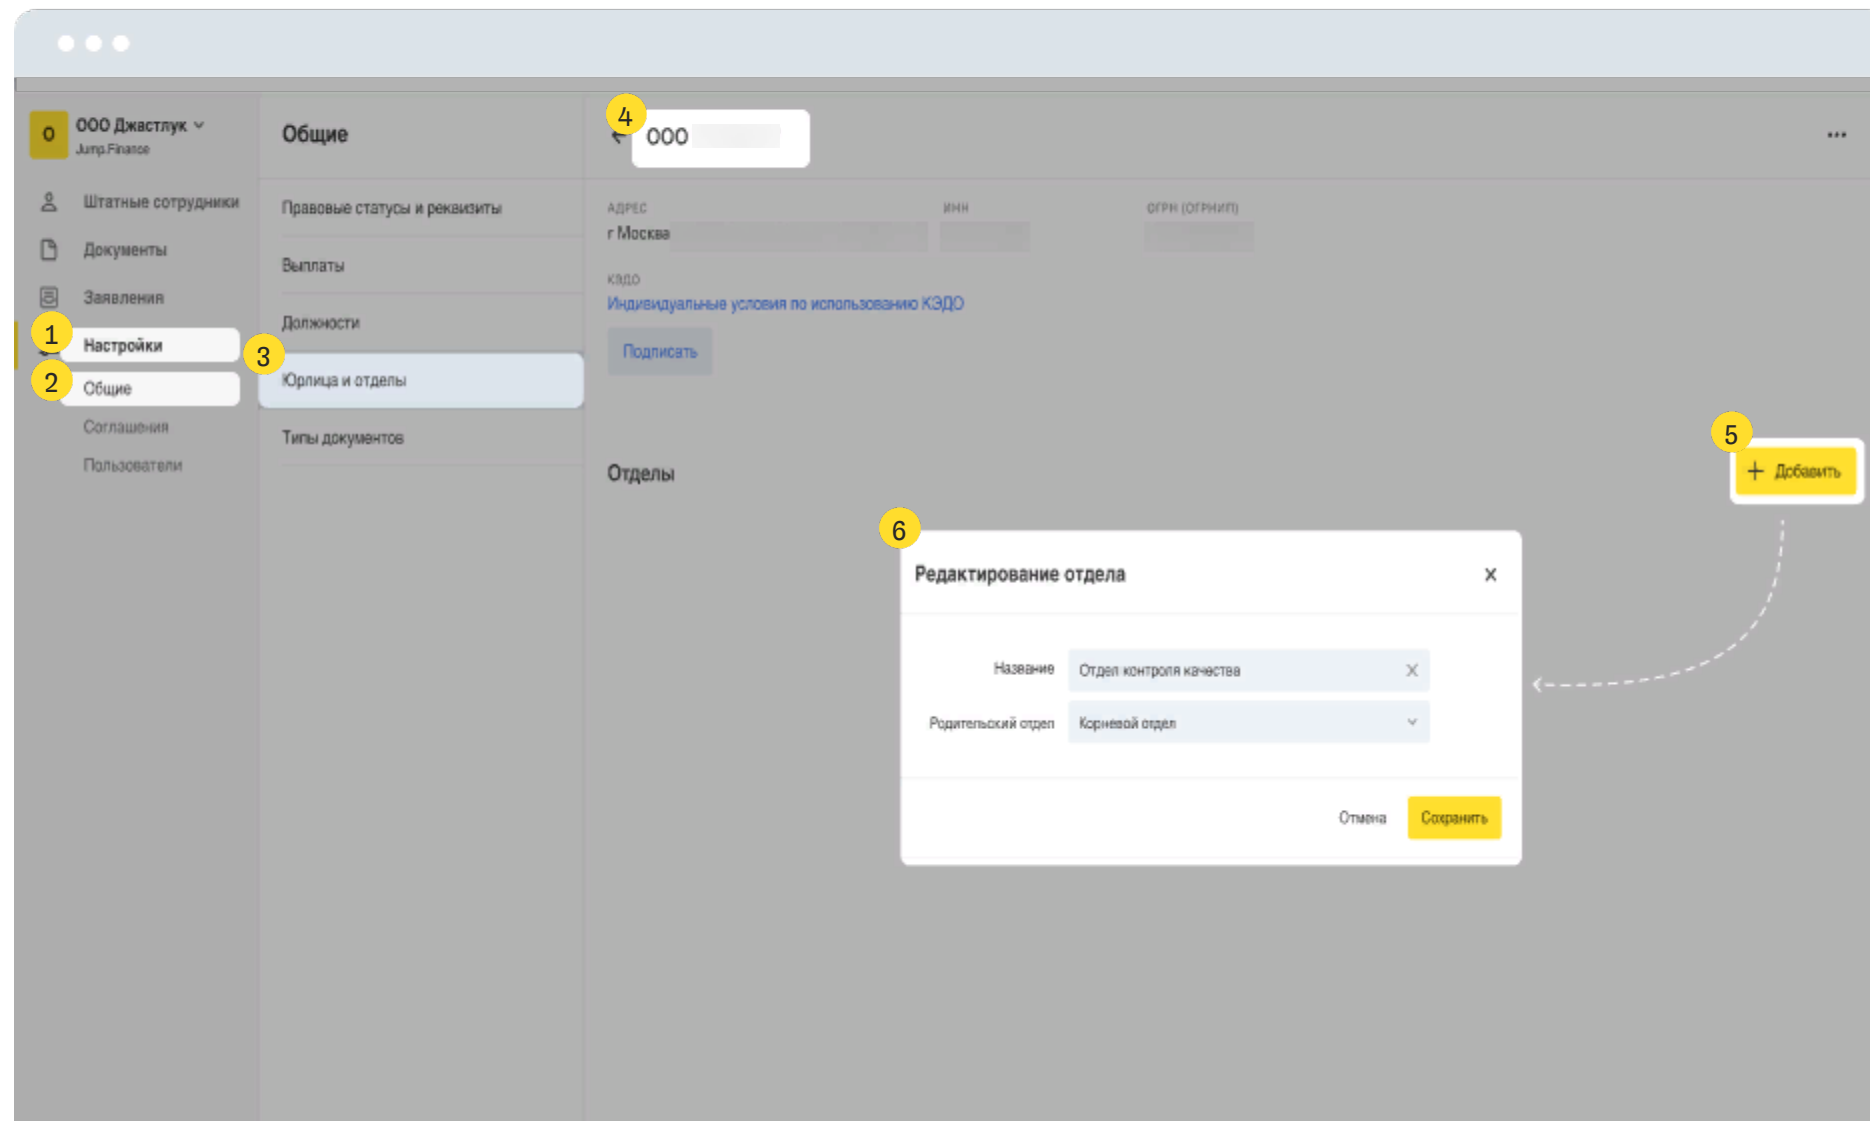 О
ООО Джастлук
Jump.Finance
Штатные сотрудники
Документы
Заявления
1
Настройки
2
Общие
Соглашения
Пользователи
Общие
Правовые статусы и реквизиты
Выплаты
Должности
3
Юрлица и отделы
Типы документов
4
ООО
АДРЕС
г Москва
ИНН
ОГРН (ОГРНИП)
КЭДО
Индивидуальные условия по использованию КЭДО
Подписать
Отделы
5
+ Добавить
6
Редактирование отдела
Название
Отдел контроля качества
Родительский отдел
Корневой отдел
Отмена
Сохранить